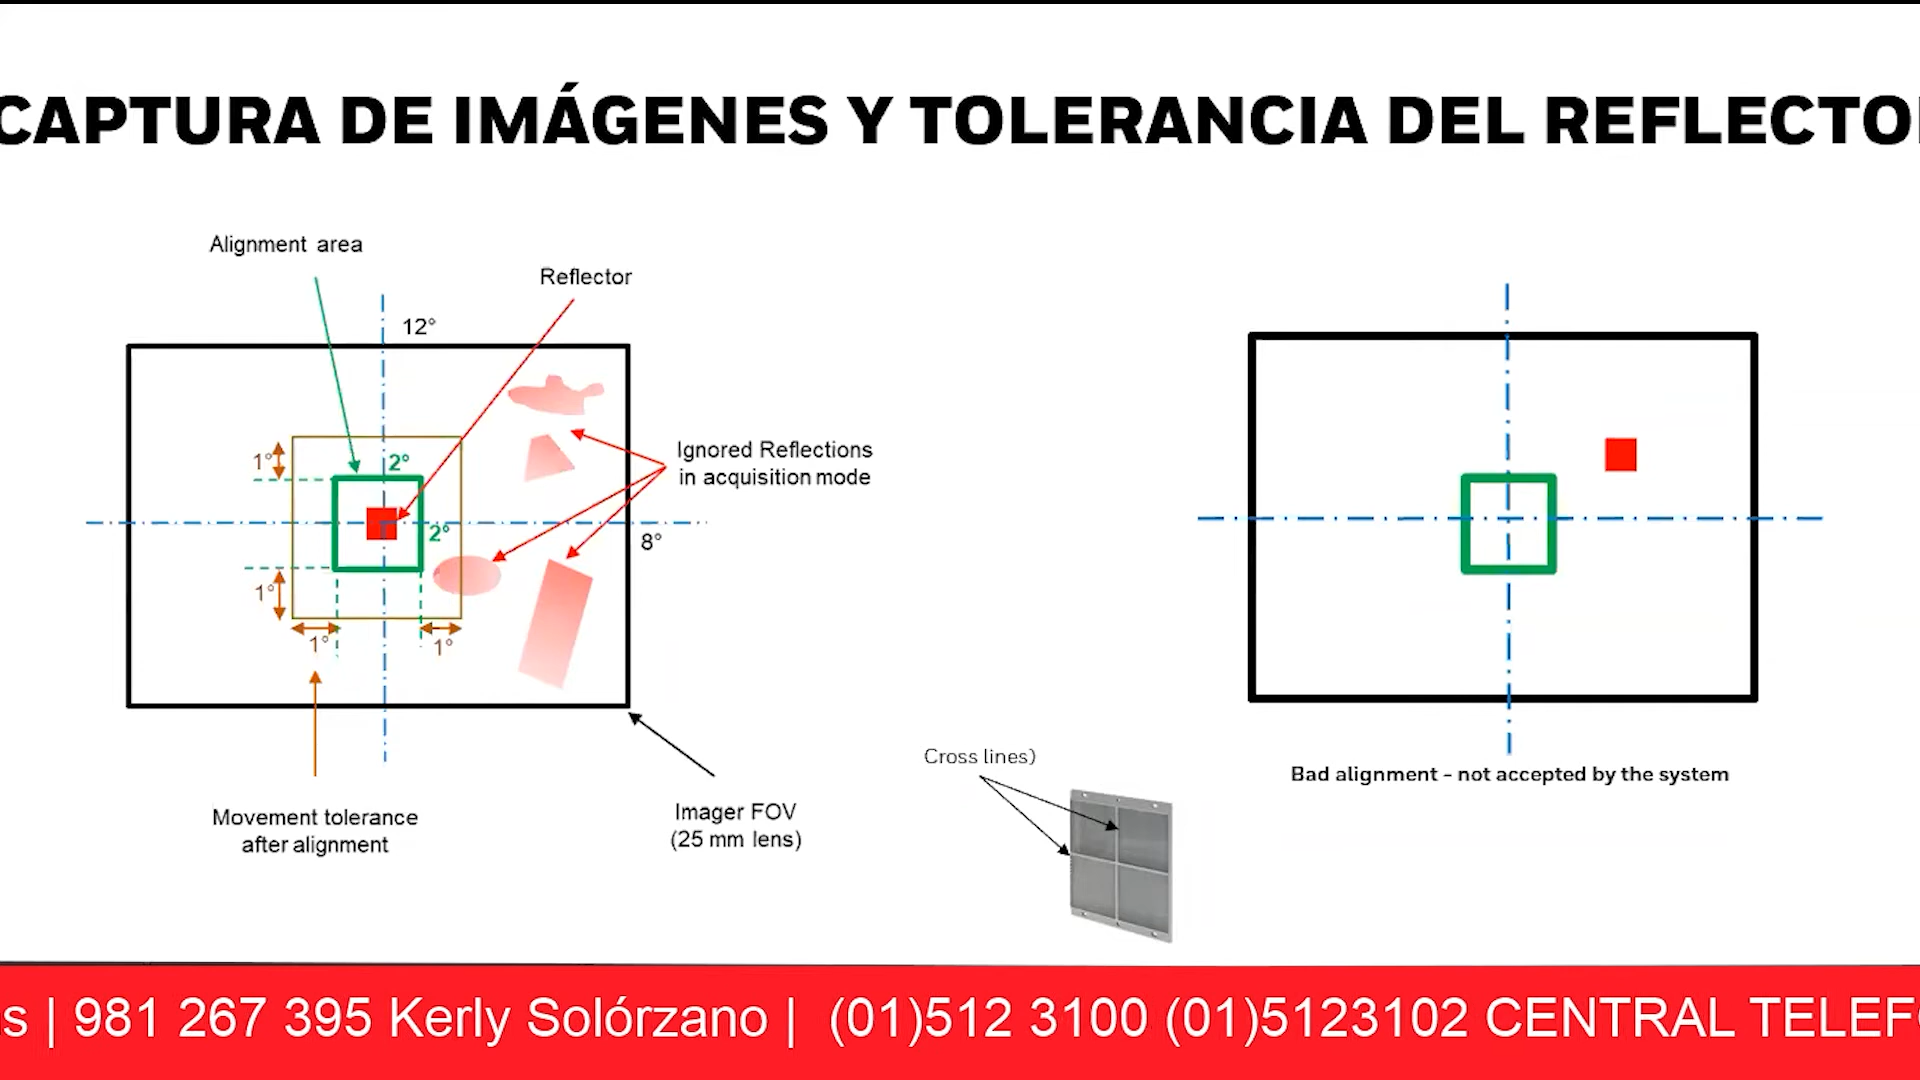 CAPTURA DE IMÁGENES Y TOLERANCIA DEL REFLECTO
Alignment area
Reflector
12°
1°
2°
Ignored Reflections
in acquisition mode
2°
8°
1°
1°
1°
Movement tolerance
after alignment
Imager FOV
(25 mm lens)
Cross lines)
Bad alignment - not accepted by the system
s | 981 267 395 Kerly Solórzano | (01)512 3100 (01)5123102 CENTRAL TELEF